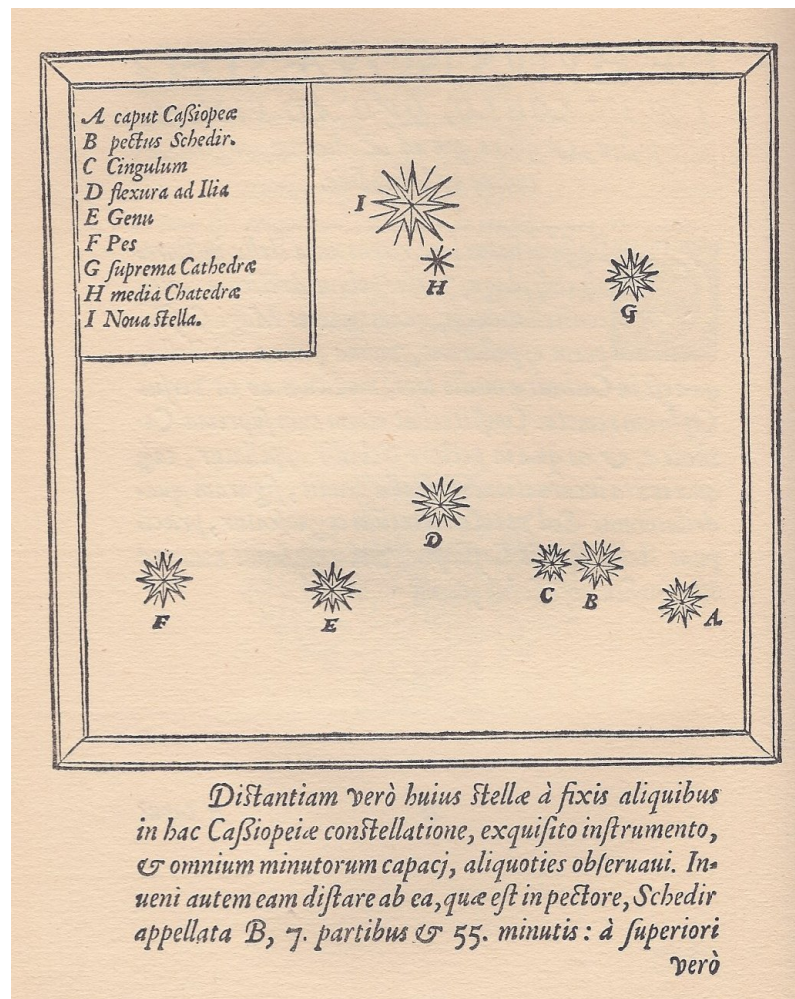 A caput Caßiopeæ
B pectus Schedir.
C Cingulum
D flexura ad Ilia
E Genu
F Pes
G suprema Cathedræ
H media Chatedræ
I Noua stella.
I
H
G
D
C
B
A
E
F
Distantiam verò huius stellæ à fixis aliquibus
in hac Caßiopeiæ constellatione, exquisito instrumento,
& omnium minutorum capacj, aliquoties obseruaui. In-
ueni autem eam distare ab ea, quæ est in pectore, Schedir
appellata B, 7. partibus & 55. minutis : à superiori
verò